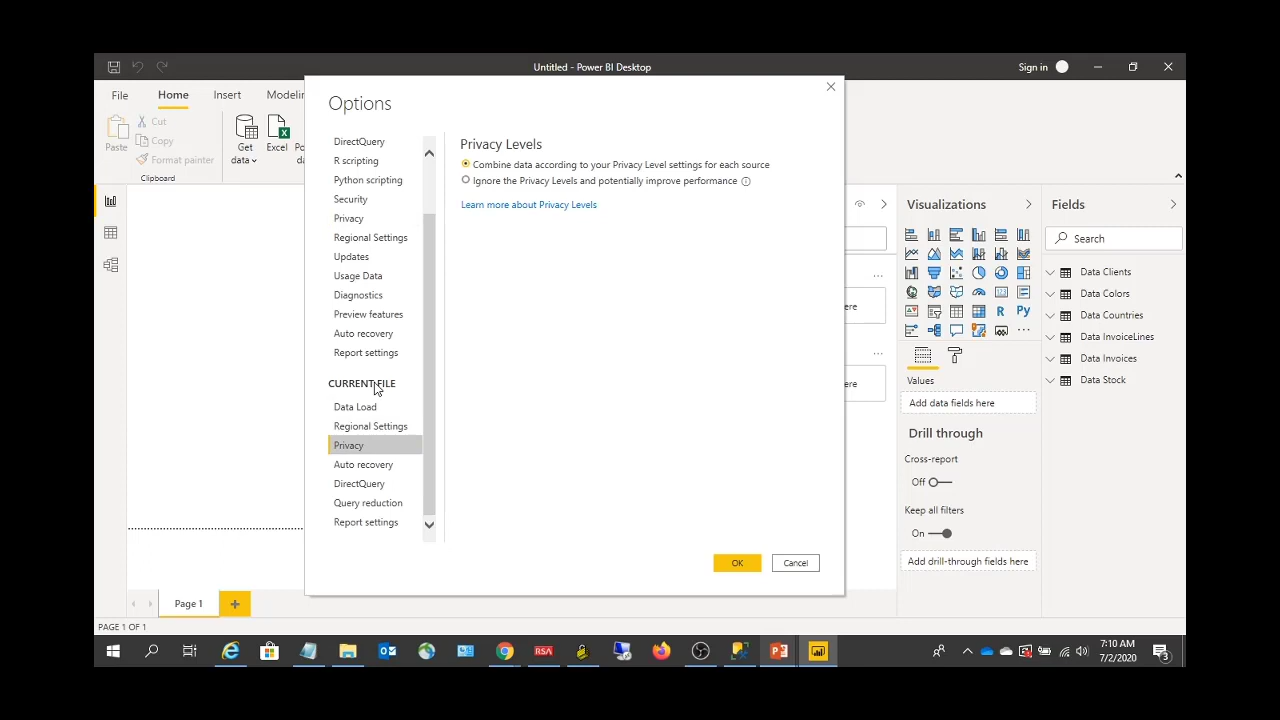 Untitled - Power BI Desktop
Sign in
File
Home
Insert
Paste
Cut
Copy
Format painter
Clipboard
Get
data
Excel
Options
DirectQuery
R scripting
Python scripting
Security
Privacy
Regional Settings
Updates
Usage Data
Diagnostics
Preview features
Auto recovery
Report settings
CURRENT FILE
Data Load
Regional Settings
Privacy
Auto recovery
DirectQuery
Query reduction
Report settings
Privacy Levels
Combine data according to your Privacy Level settings for each source
Ignore the Privacy Levels and potentially improve performance
Learn more about Privacy Levels
OK
Cancel
ere
ere
Visualizations
R
Py
Values
Add data fields here
Drill through
Cross-report
Off
Keep all filters
On
Add drill-through fields here
Fields
Search
Data Clients
Data Colors
Data Countries
Data InvoiceLines
Data Invoices
Data Stock
Page 1
PAGE 1 OF 1
RSA
7:10 AM
7/2/2020
3